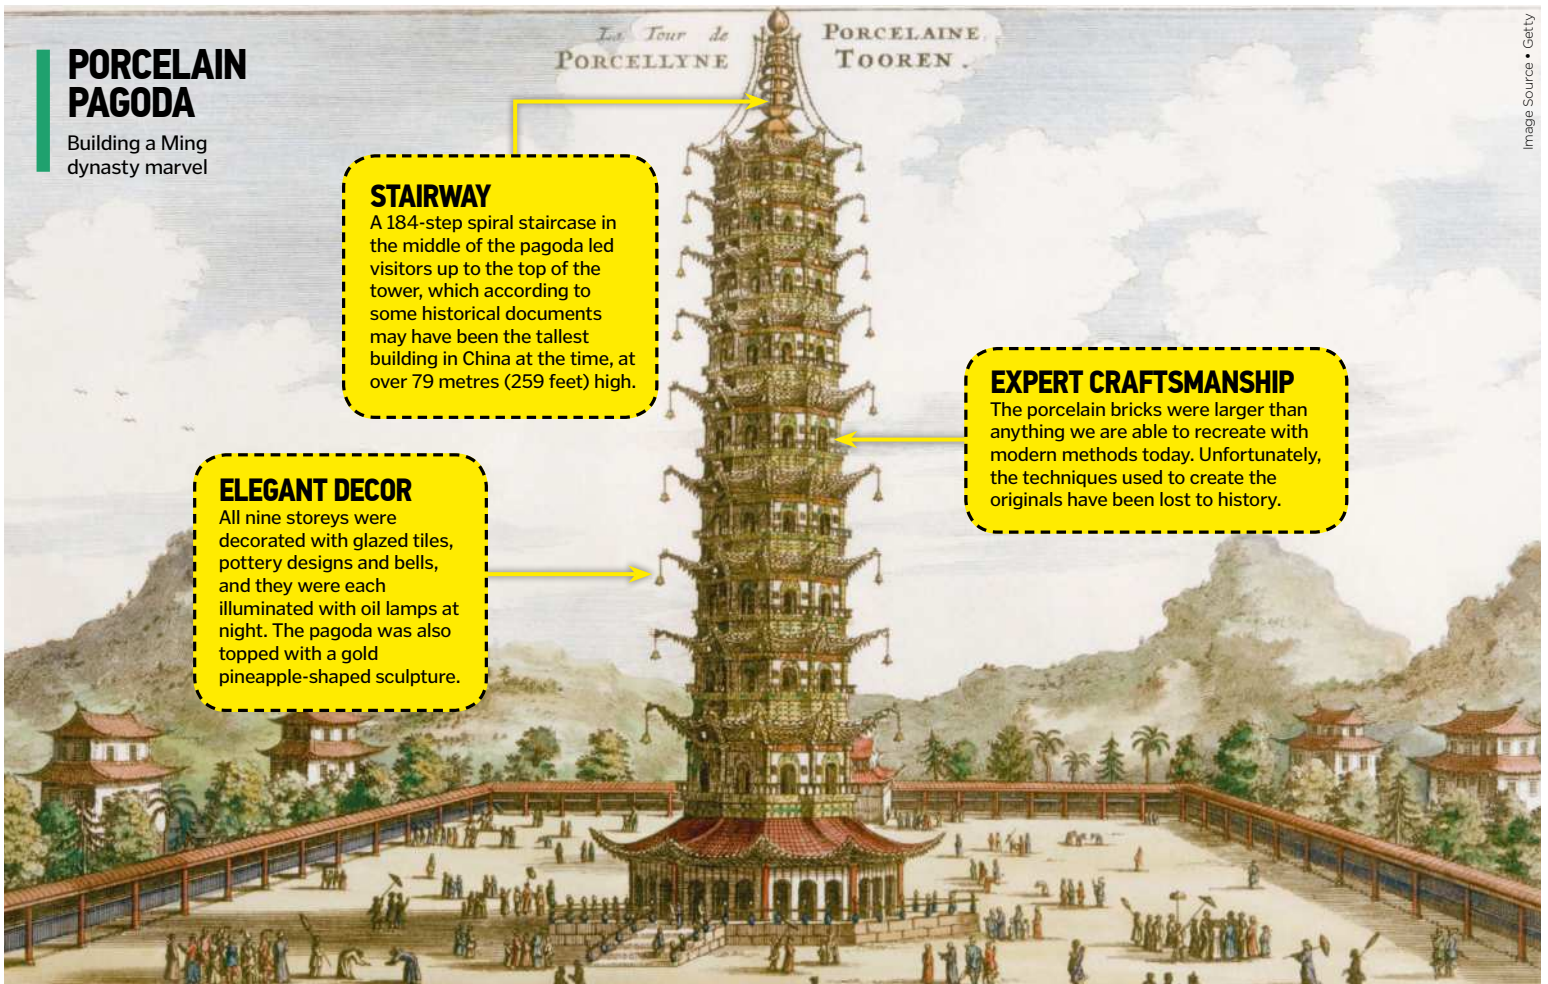 PORCELAIN
PAGODA
Building a Ming
dynasty marvel
La Tour de
PORCELLYNE
PORCELAINE
TOOREN.
Image Source • Getty
STAIRWAY
A 184-step spiral staircase in
the middle of the pagoda led
visitors up to the top of the
tower, which according to
some historical documents
may have been the tallest
building in China at the time, at
over 79 metres (259 feet) high.
EXPERT CRAFTSMANSHIP
The porcelain bricks were larger than
anything we are able to recreate with
modern methods today. Unfortunately,
the techniques used to create the
originals have been lost to history.
ELEGANT DECOR
All nine storeys were
decorated with glazed tiles,
pottery designs and bells,
and they were each
illuminated with oil lamps at
night. The pagoda was also
topped with a gold
pineapple-shaped sculpture.